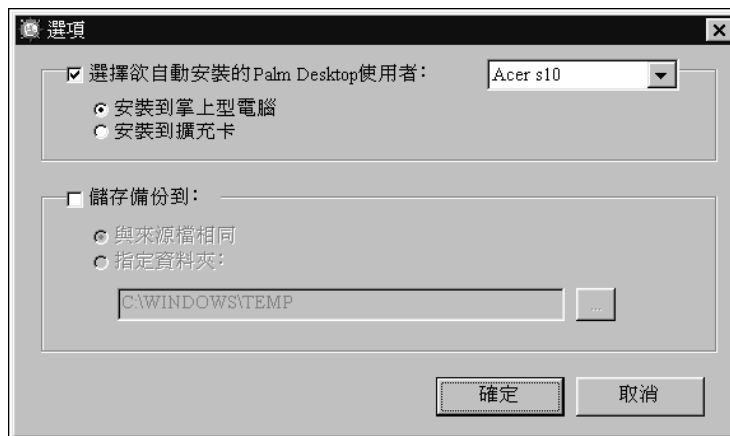 選項
選擇欲自動安裝的Palm Desktop使用者： Acer s10
安裝到掌上型電腦
安裝到擴充卡
儲存備份到：
與來源檔相同
指定資料夾：
C:\WINDOWS\TEMP ...
確定 取消